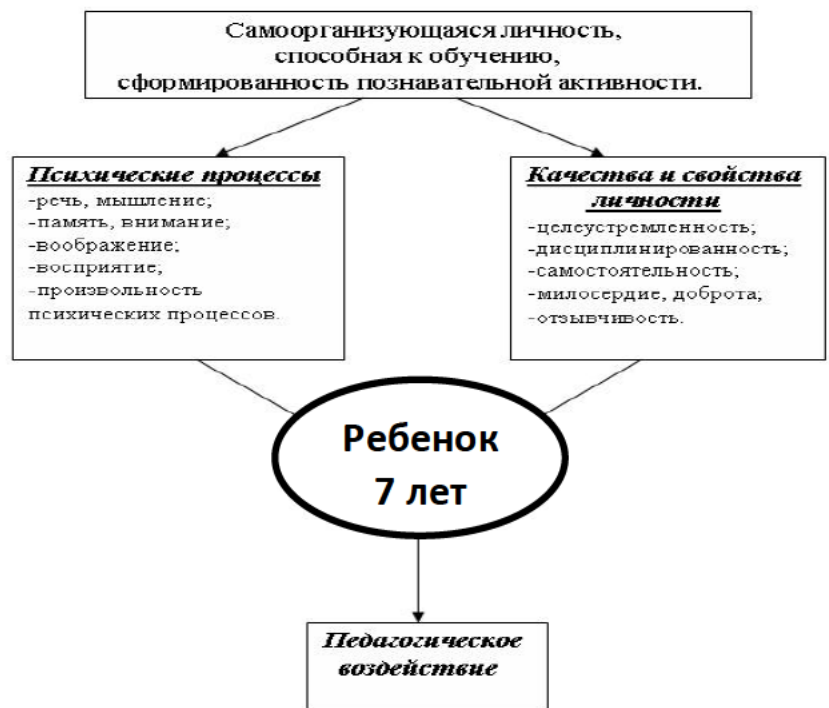 Самоорганизующаяся личность,
способная к обучению,
сформированность познавательной активности.
Психические процессы
-речь, мышление;
-память, внимание;
-воображение;
-восприятие;
-произвольность
психических процессов.
Качества и свойства
личности
-целеустремленность;
-дисциплинированность;
-самостоятельность;
-милосердие, доброта;
-отзывчивость.
Ребенок
7 лет
Педагогическое
воздействие